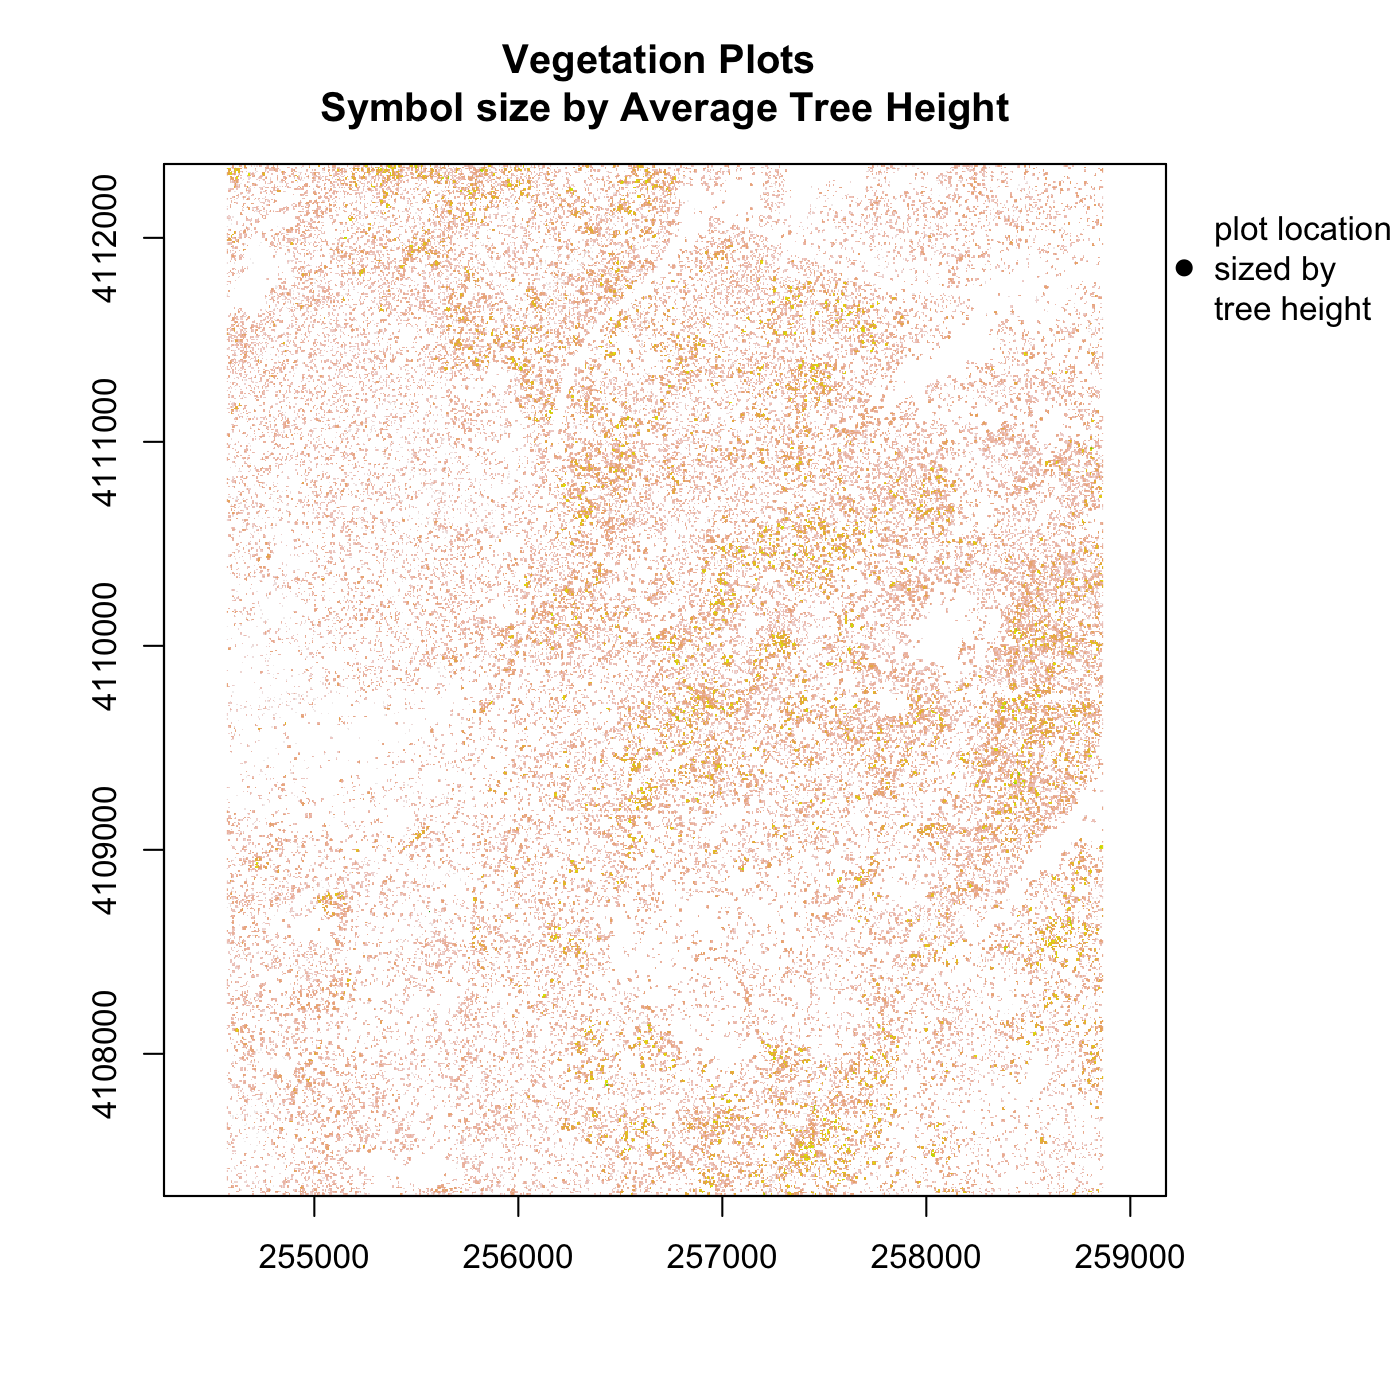 Vegetation Plots
Symbol size by Average Tree Height
4112000
4111000
4110000
4109000
4108000
plot location
sized by
tree height
255000 256000 257000 258000 259000